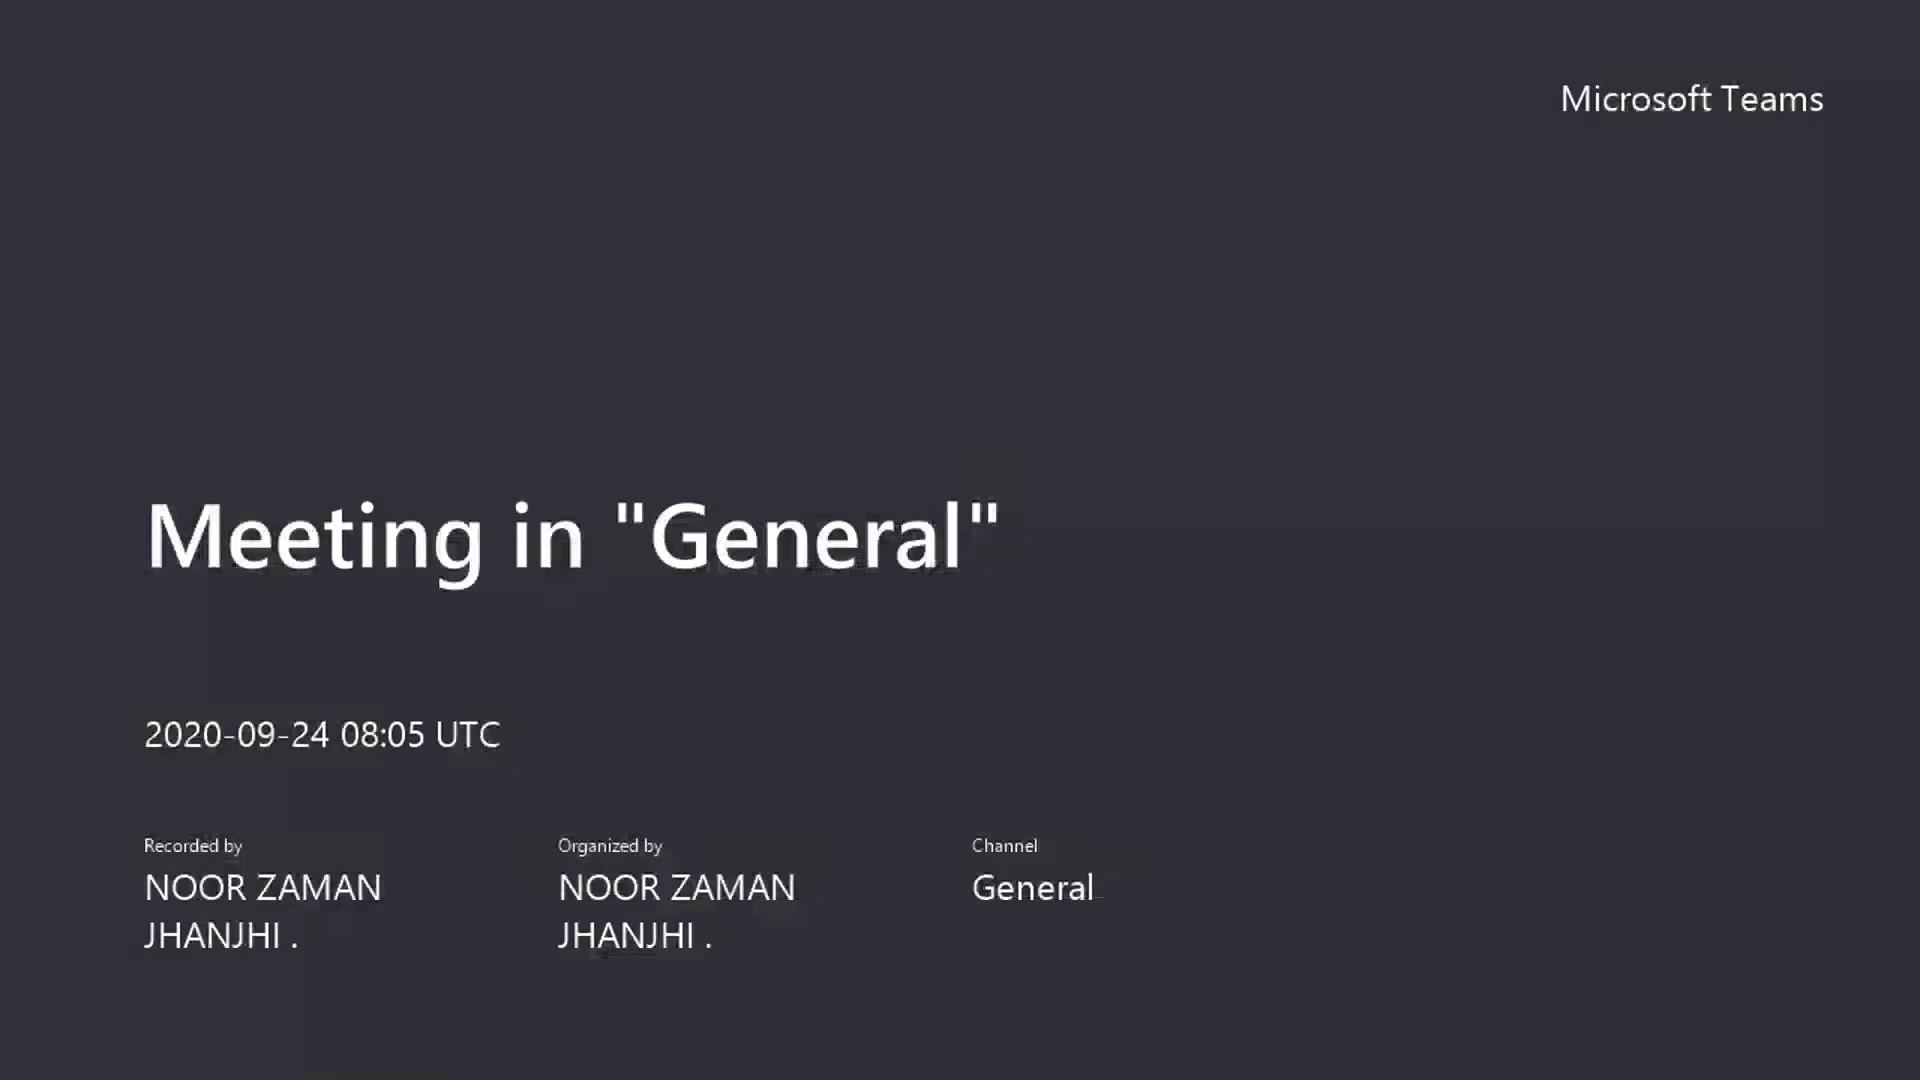 Microsoft Teams
Meeting in "General"
2020-09-24 08:05 UTC
Recorded by
NOOR ZAMAN
JHANJHI .
Organized by
NOOR ZAMAN
JHANJHI .
Channel
General